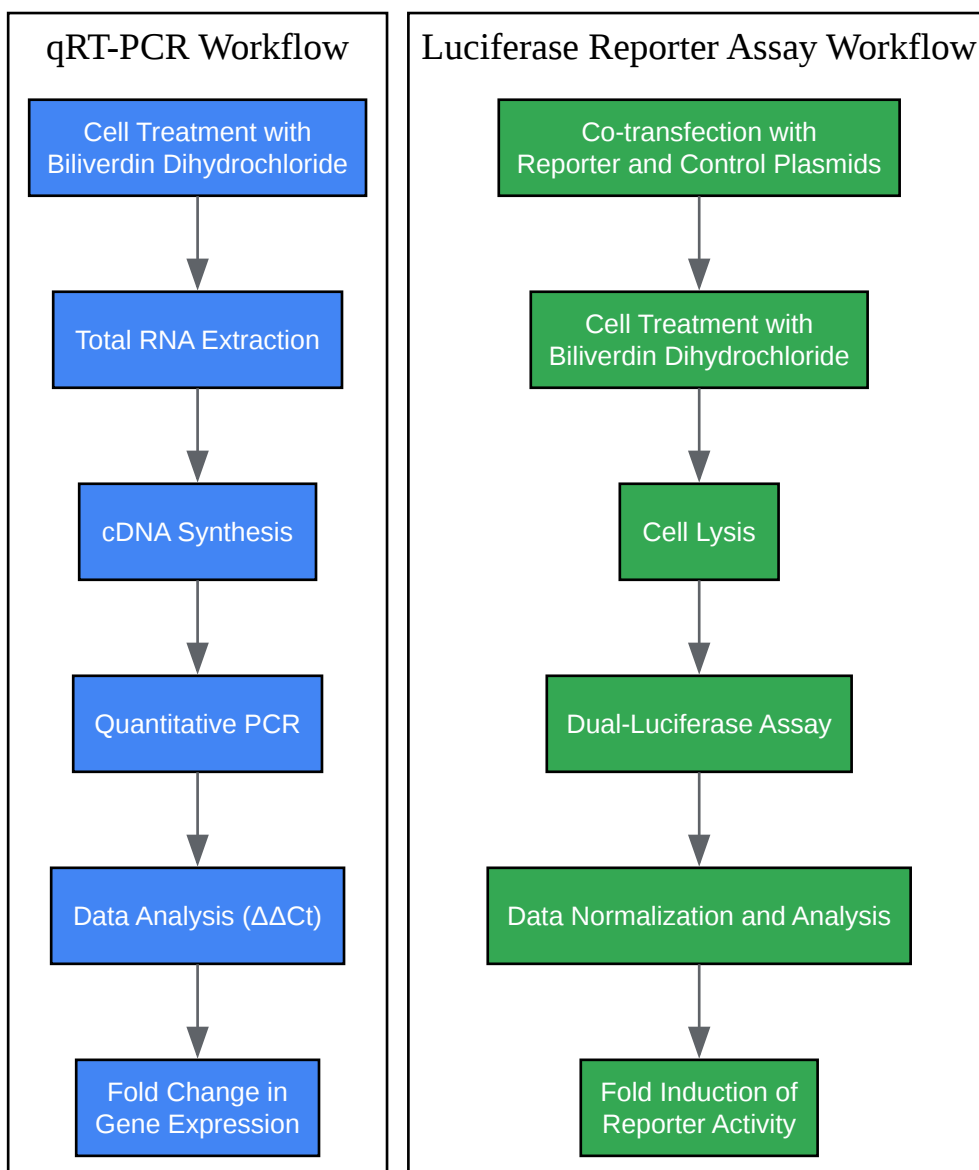 qRT-PCR Workflow
Cell Treatment with
Biliverdin Dihydrochloride
Total RNA Extraction
cDNA Synthesis
Quantitative PCR
Data Analysis (ΔΔCt)
Fold Change in
Gene Expression
Luciferase Reporter Assay Workflow
Co-transfection with
Reporter and Control Plasmids
Cell Treatment with
Biliverdin Dihydrochloride
Cell Lysis
Dual-Luciferase Assay
Data Normalization and Analysis
Fold Induction of
Reporter Activity